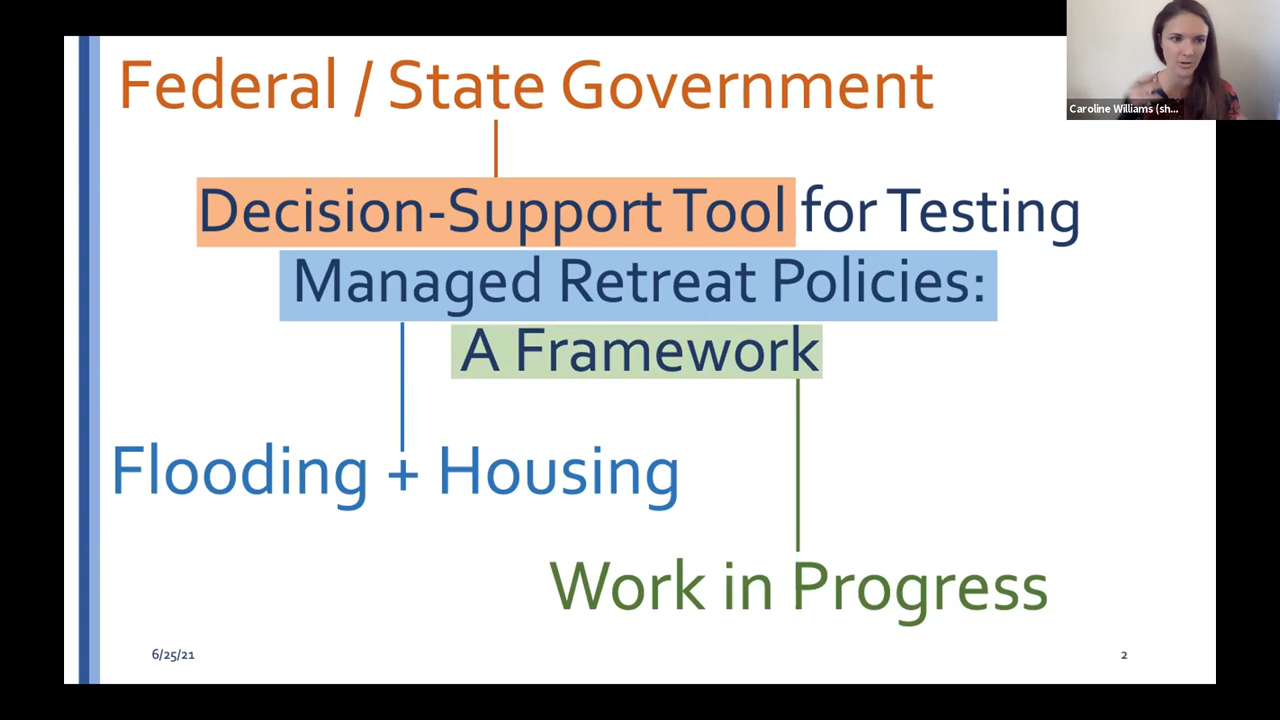 Federal / State Government
Caroline Williams (sh...
Decision-Support Tool for Testing
Managed Retreat Policies:
A Framework
Flooding + Housing
Work in Progress
6/25/21
2